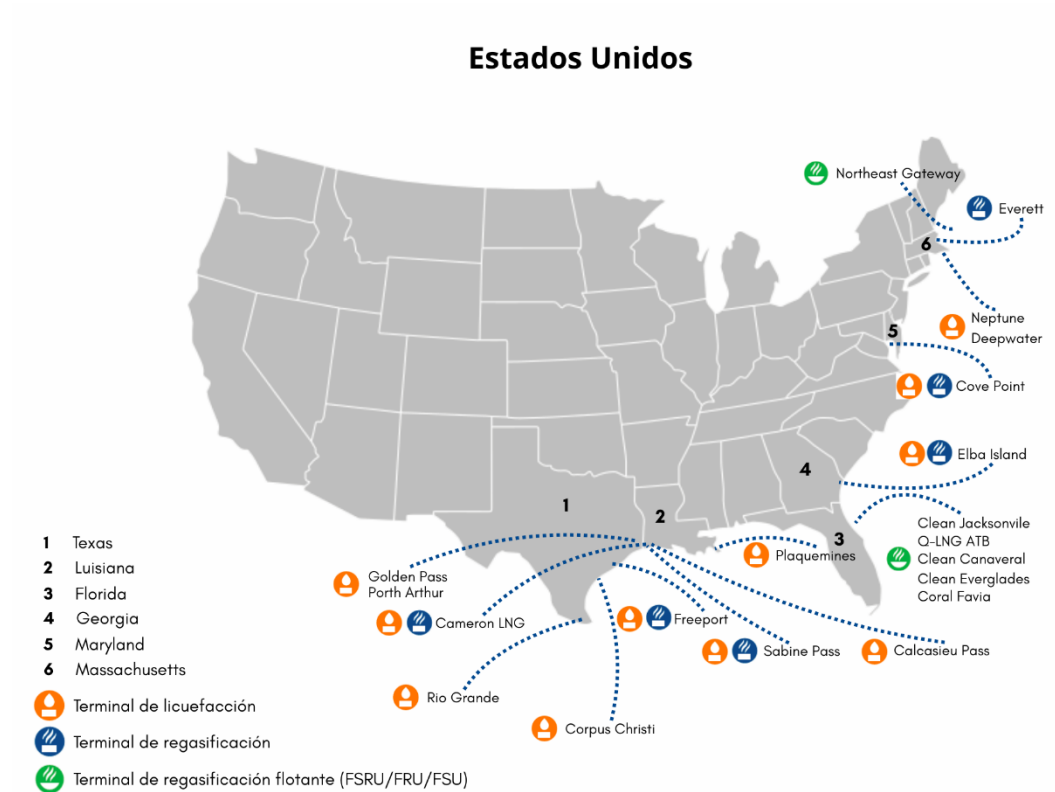 Estados Unidos
Northeast Gateway
Everett
6
Neptune
Deepwater
5
Cove Point
Elba Island
4
1
2
3
Clean Jacksonvile
Q-LNG ATB
Clean Canaveral
Clean Everglades
Coral Favia
Plaquemines
Golden Pass
Porth Arthur
Cameron LNG
Freeport
Sabine Pass
Calcasieu Pass
Rio Grande
Corpus Christi
1 Texas
2 Luisiana
3 Florida
4 Georgia
5 Maryland
6 Massachusetts
Terminal de licuefacción
Terminal de regasificación
Terminal de regasificación flotante (FSRU/FRU/FSU)